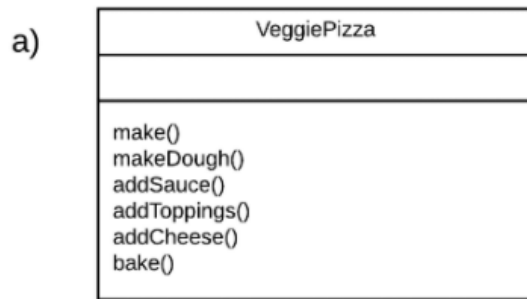 a)
VeggiePizza
make()
makeDough()
addSauce()
addToppings()
addCheese()
bake()